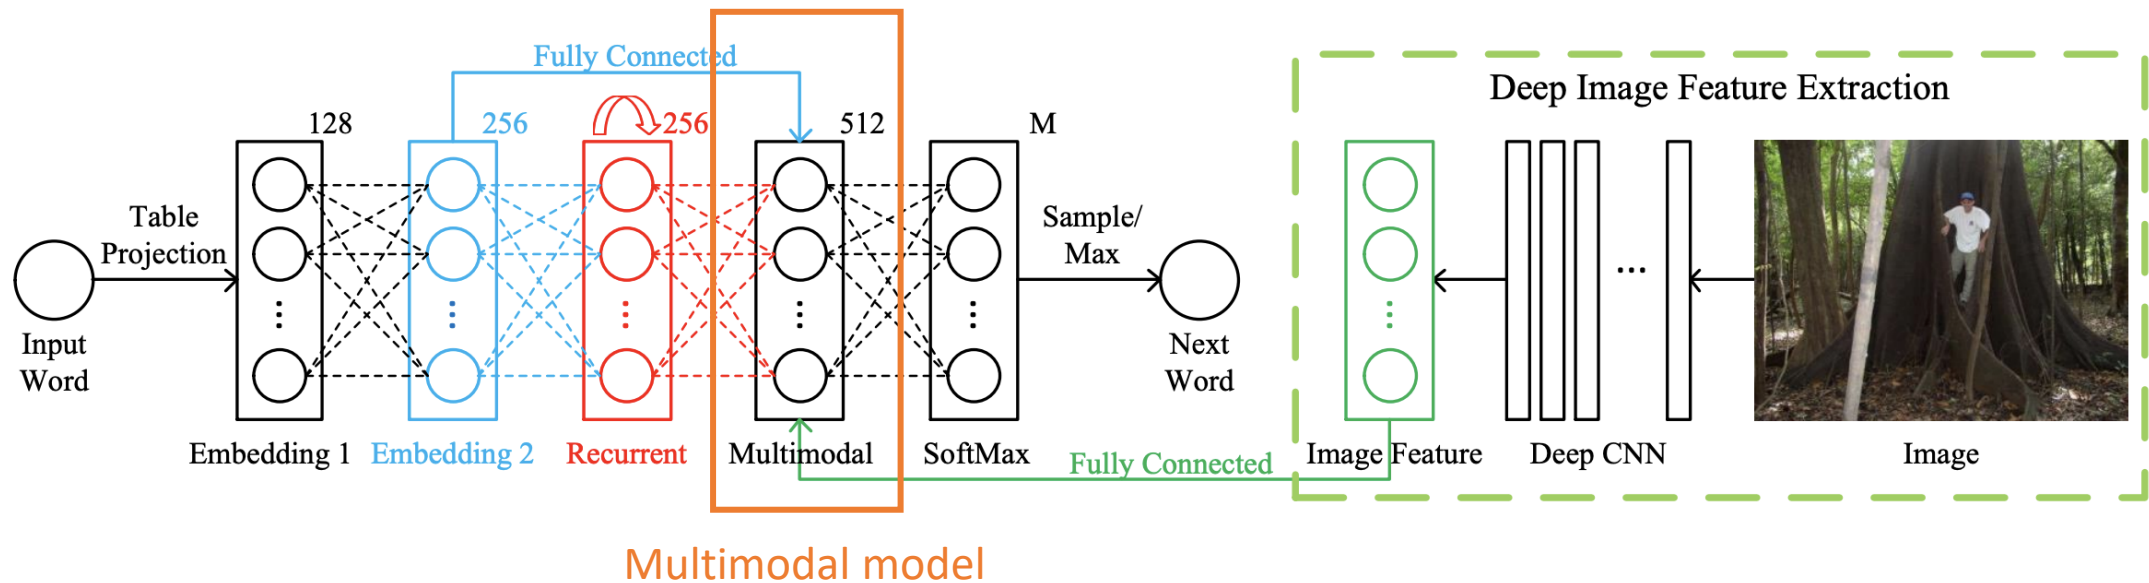 Fully Connected
Deep Image Feature Extraction
128
256
256
512
M
Table
Projection
Sample/
Max
Input
Word
Next
Word
Embedding 1
Embedding 2
Recurrent
Multimodal
SoftMax
Fully Connected
Image Feature
Deep CNN
...
Image
Multimodal model